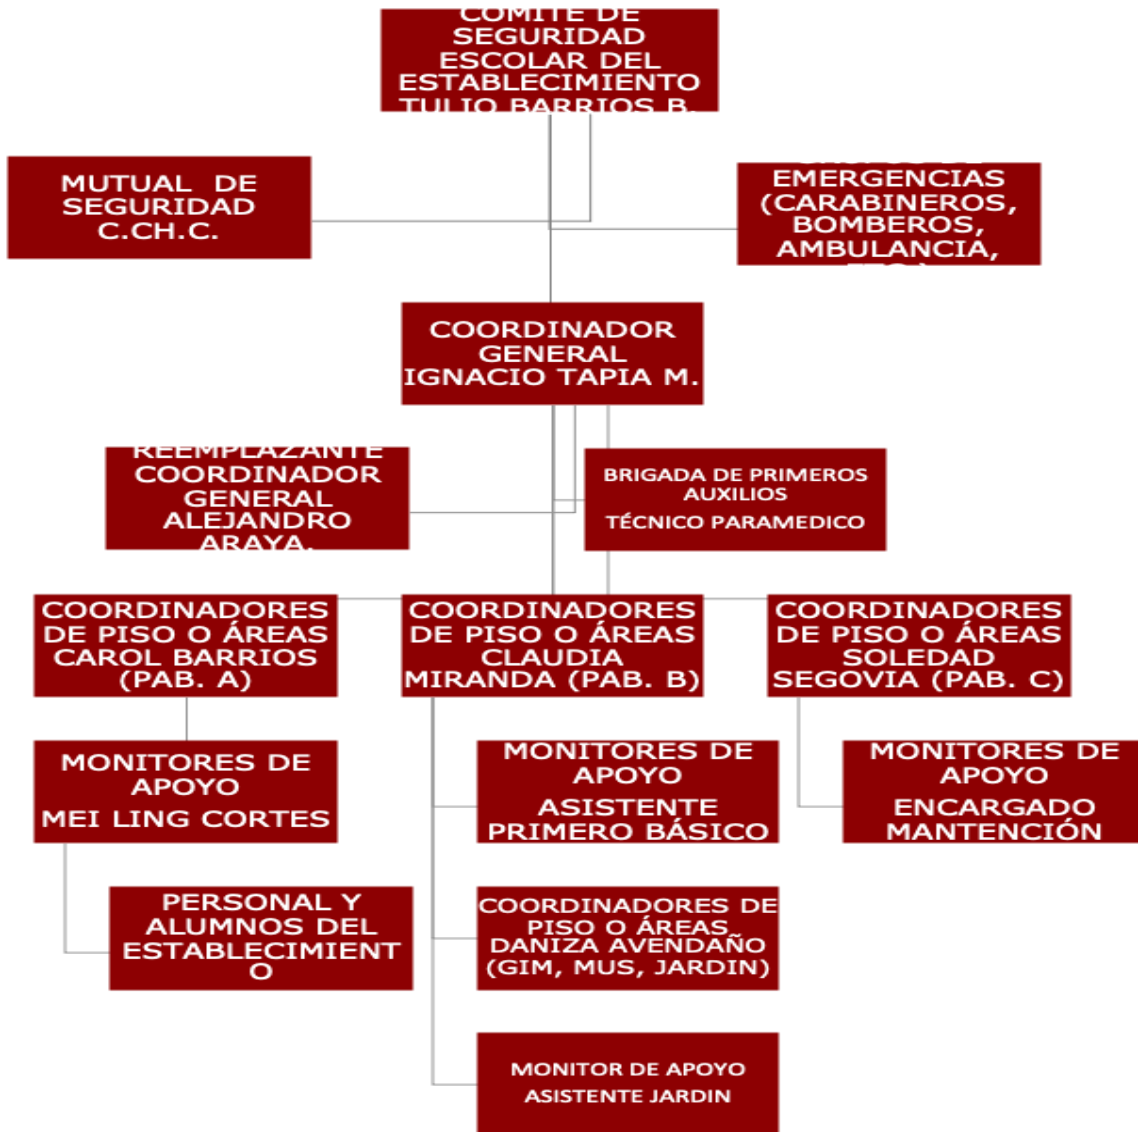 COMITÉ DE
SEGURIDAD
ESCOLAR DEL
ESTABLECIMIENTO
TULIO BARRIOS B.
MUTUAL DE
SEGURIDAD
C.CH.C.
EMERGENCIAS
(CARABINEROS,
BOMBEROS,
AMBULANCIA,
COORDINADOR
GENERAL
IGNACIO TAPIA M.
REEMPLAZANTE
COORDINADOR
GENERAL
ALEJANDRO
ARAYA.
BRIGADA DE PRIMEROS
AUXILIOS
TÉCNICO PARAMEDICO
COORDINADORES
DE PISO O ÁREAS
CAROL BARRIOS
(PAB. A)
COORDINADORES
DE PISO O ÁREAS
CLAUDIA
MIRANDA (PAB. B)
COORDINADORES
DE PISO O ÁREAS
SOLEDAD
SEGOVIA (PAB. C)
MONITORES DE
APOYO
MEI LING CORTES
MONITORES DE
APOYO
ASISTENTE
PRIMERO BÁSICO
MONITORES DE
APOYO
ENCARGADO
MANTENCIÓN
PERSONAL Y
ALUMNOS DEL
ESTABLECIMIENT
O
COORDINADORES DE
PISO O ÁREAS
DANIZA AVENDAÑO
(GIM, MUS, JARDIN)
MONITOR DE APOYO
ASISTENTE JARDIN